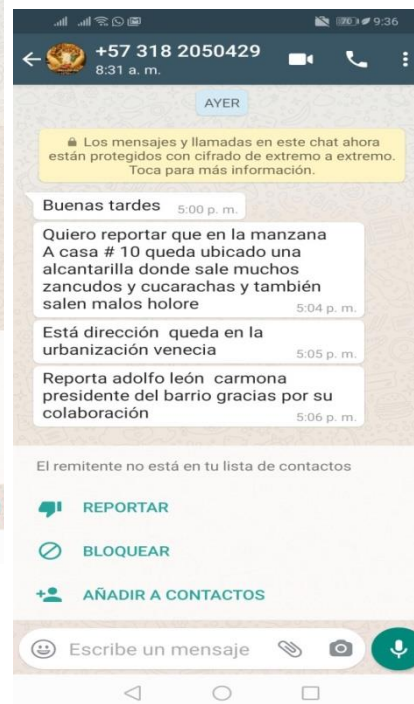 70 9:36
+57 318 2050429
8:31 a. m.
AYER
Los mensajes y llamadas en este chat ahora
están protegidos con cifrado de extremo a extremo.
Toca para más información.
Buenas tardes 5:00 p. m.
Quiero reportar que en la manzana
A casa # 10 queda ubicado una
alcantarilla donde sale muchos
zancudos y cucarachas y también
salen malos holore 5:04 p. m.
Está dirección queda en la
urbanización venecia 5:05 p. m.
Reporta adolfo león carmona
presidente del barrio gracias por su
colaboración 5:06 p. m.
El remitente no está en tu lista de contactos
REPORTAR
BLOQUEAR
AÑADIR A CONTACTOS
Escribe un mensaje